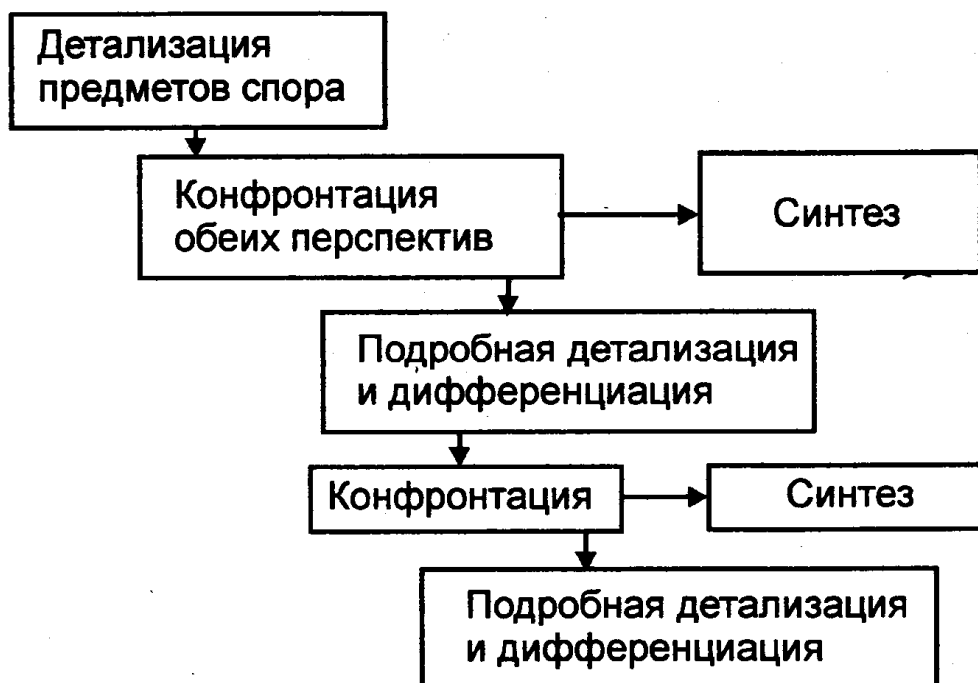 Детализация
предметов спора
Конфронтация
обеих перспектив
Синтез
Подробная детализация
и дифференциация
Конфронтация
Синтез
Подробная детализация
и дифференциация